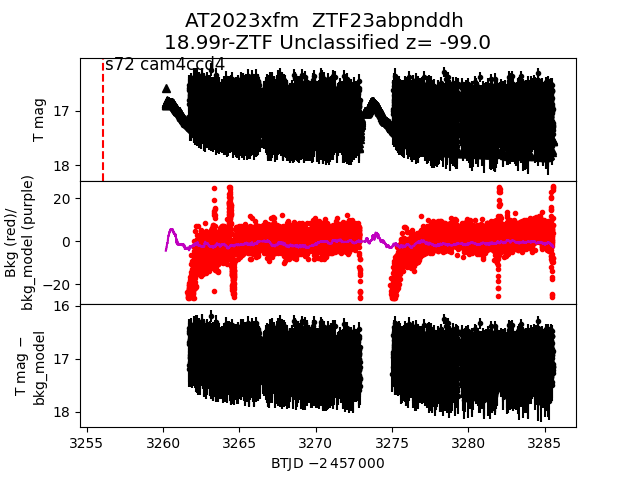 AT2023xfm  ZTF23abpnddh
18.99r-ZTF Unclassified z= -99.0
s72 cam4ccd4
T mag
17
18
Bkg (red)/
bkg_model (purple)
20
0
−20
T mag −
bkg_model
16
17
18
3255
3260
3265
3270
3275
3280
3285
BTJD −2 457 000